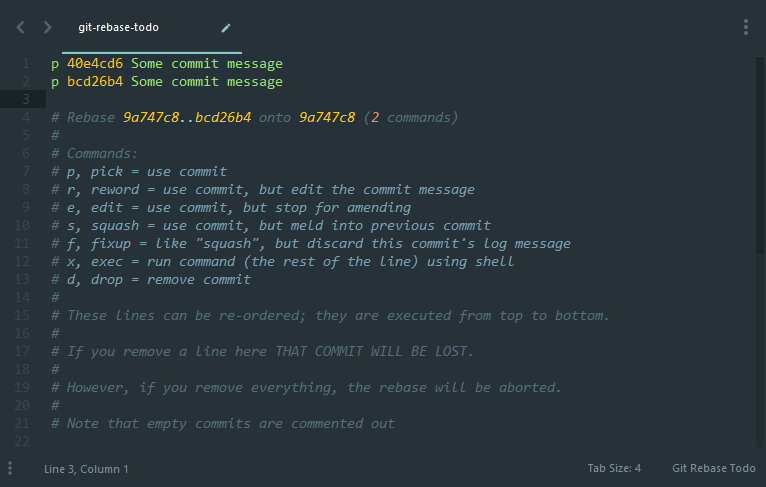 git-rebase-todo
1 p 40e4cd6 Some commit message
2 p bcd26b4 Some commit message
3
4 # Rebase 9a747c8..bcd26b4 onto 9a747c8 (2 commands)
5 #
6 # Commands:
7 # p, pick = use commit
8 # r, reword = use commit, but edit the commit message
9 # e, edit = use commit, but stop for amending
10 # s, squash = use commit, but meld into previous commit
11 # f, fixup = like "squash", but discard this commit's log message
12 # x, exec = run command (the rest of the line) using shell
13 # d, drop = remove commit
14 #
15 # These lines can be re-ordered; they are executed from top to bottom.
16 #
17 # If you remove a line here THAT COMMIT WILL BE LOST.
18 #
19 # However, if you remove everything, the rebase will be aborted.
20 #
21 # Note that empty commits are commented out
22
Line 3, Column 1 Tab Size: 4 Git Rebase Todo